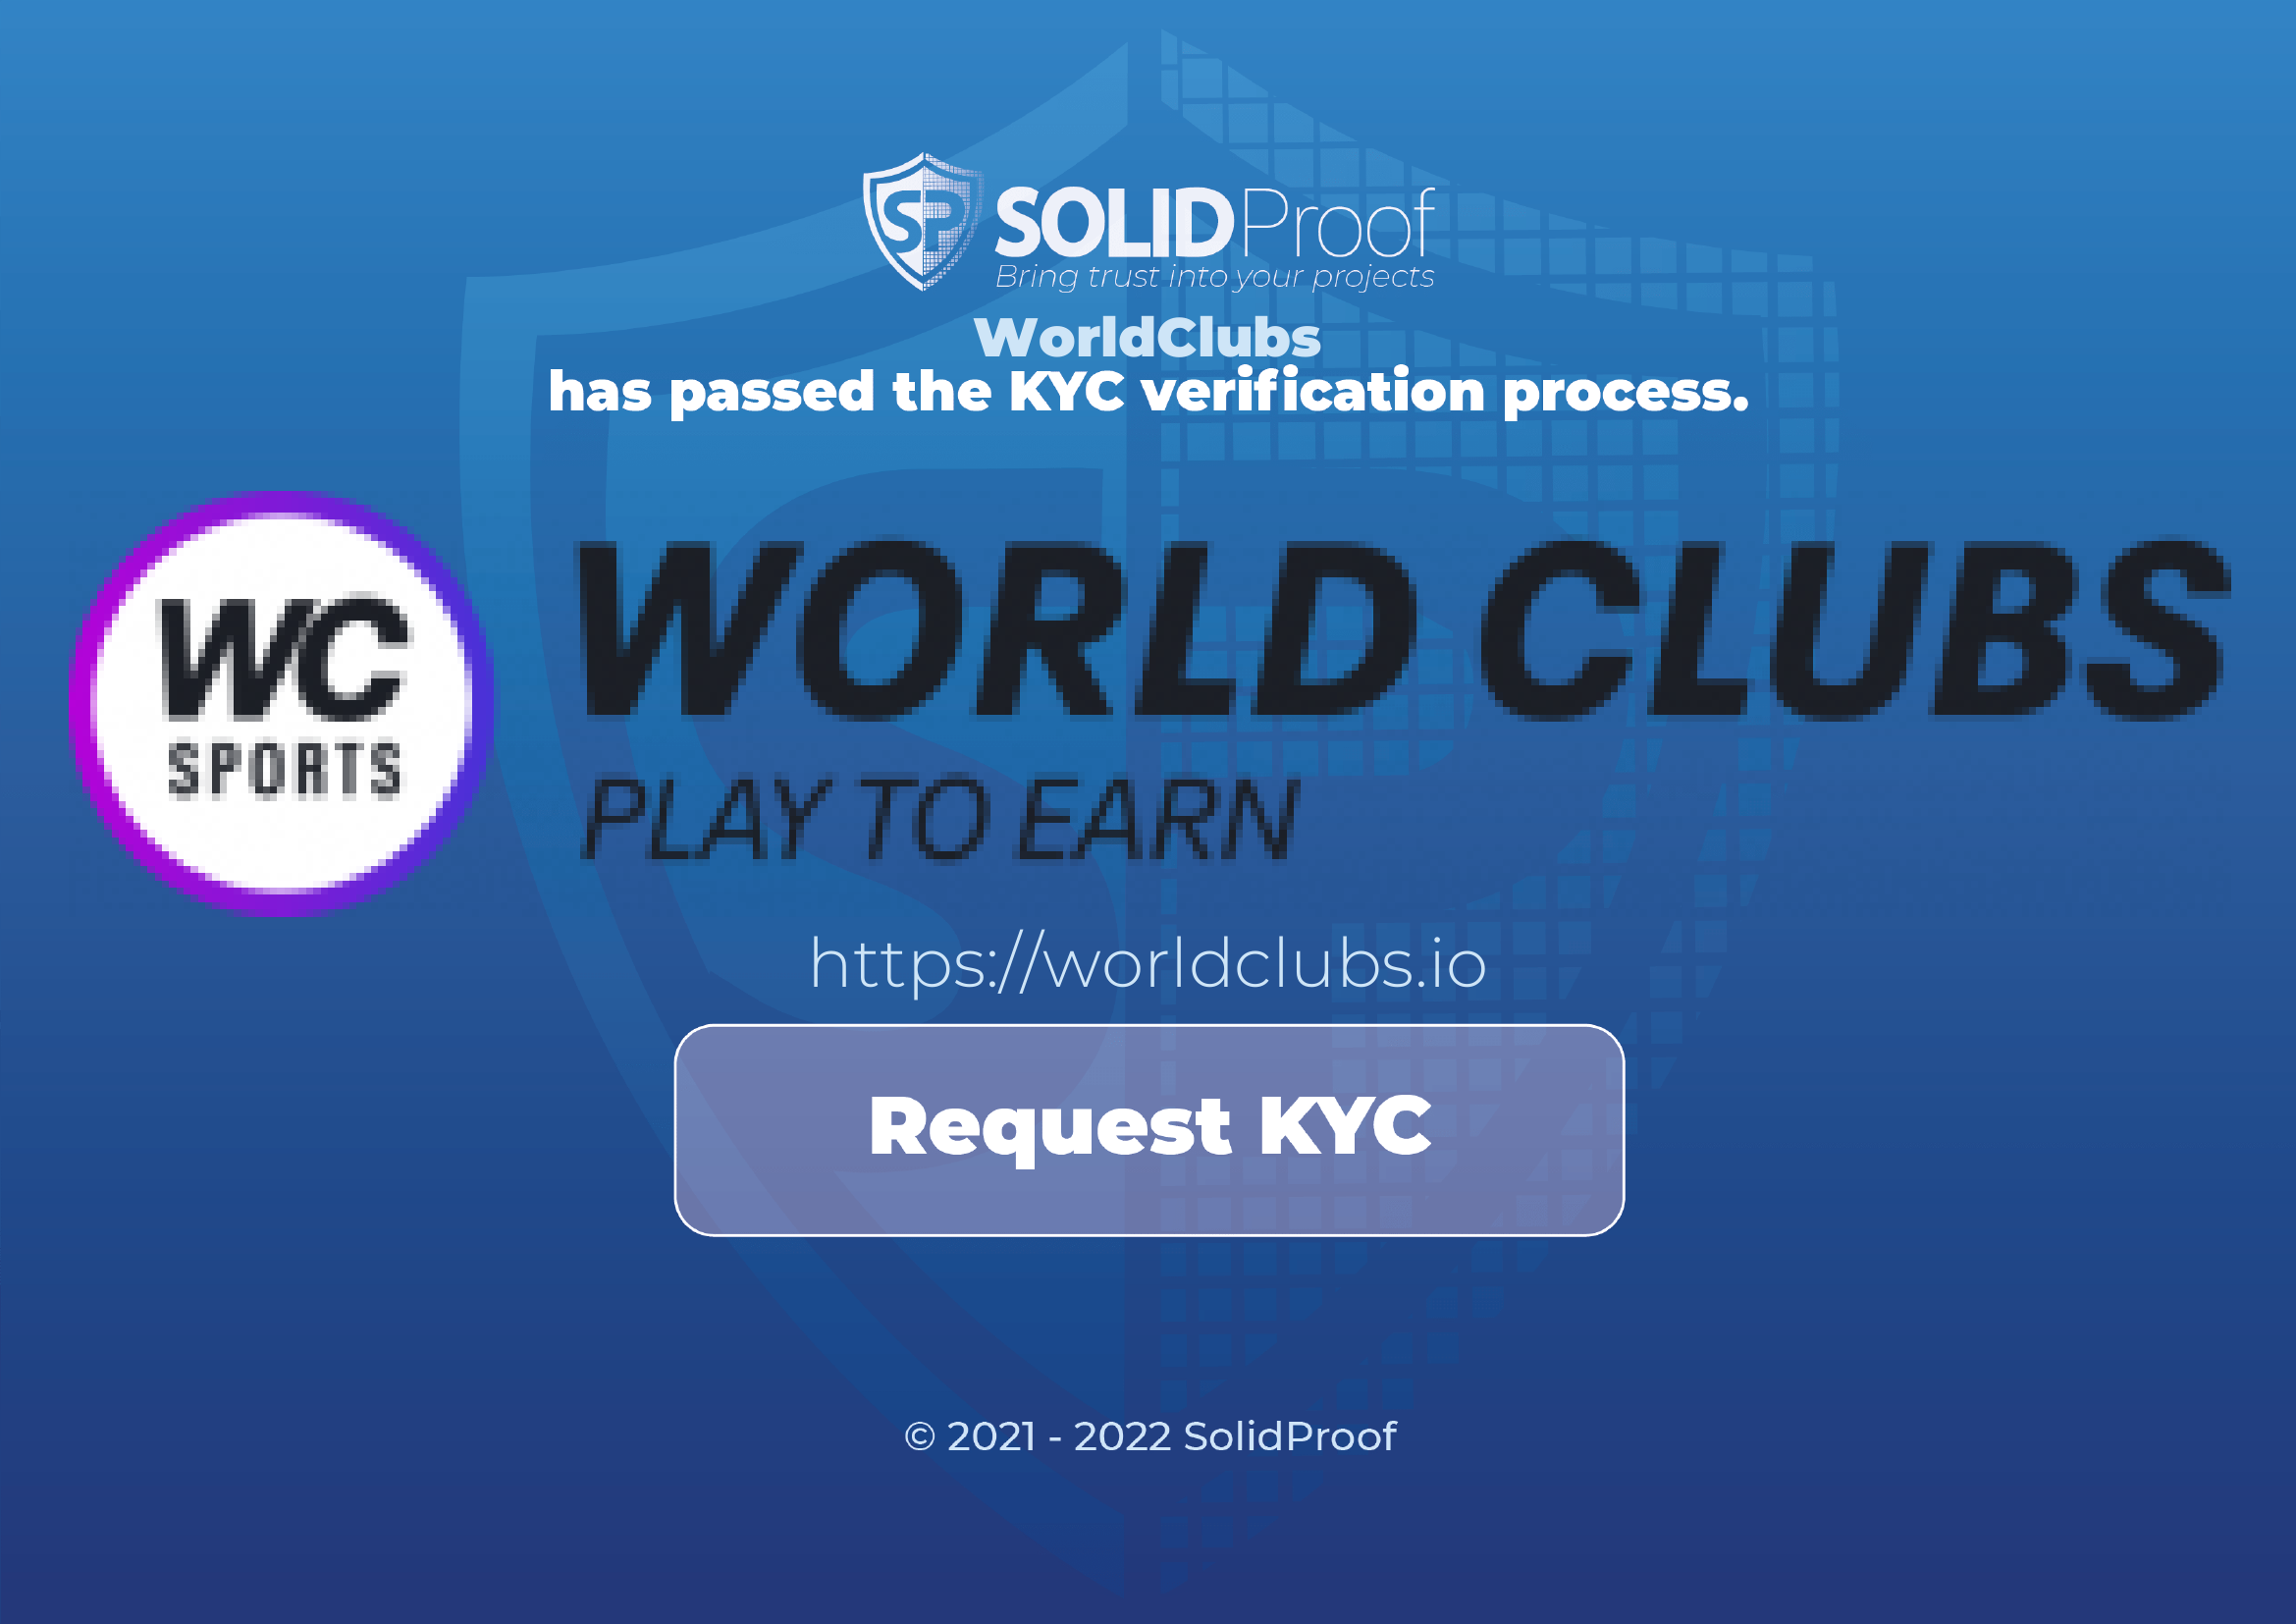 SP
SOLIDProof
Bring trust into your projects
WorldClubs
has passed the KYC verification process.
WC
SPORTS
WORLD CLUBS
PLAY TO EARN
https://worldclubs.io
Request KYC
© 2021 - 2022 SolidProof